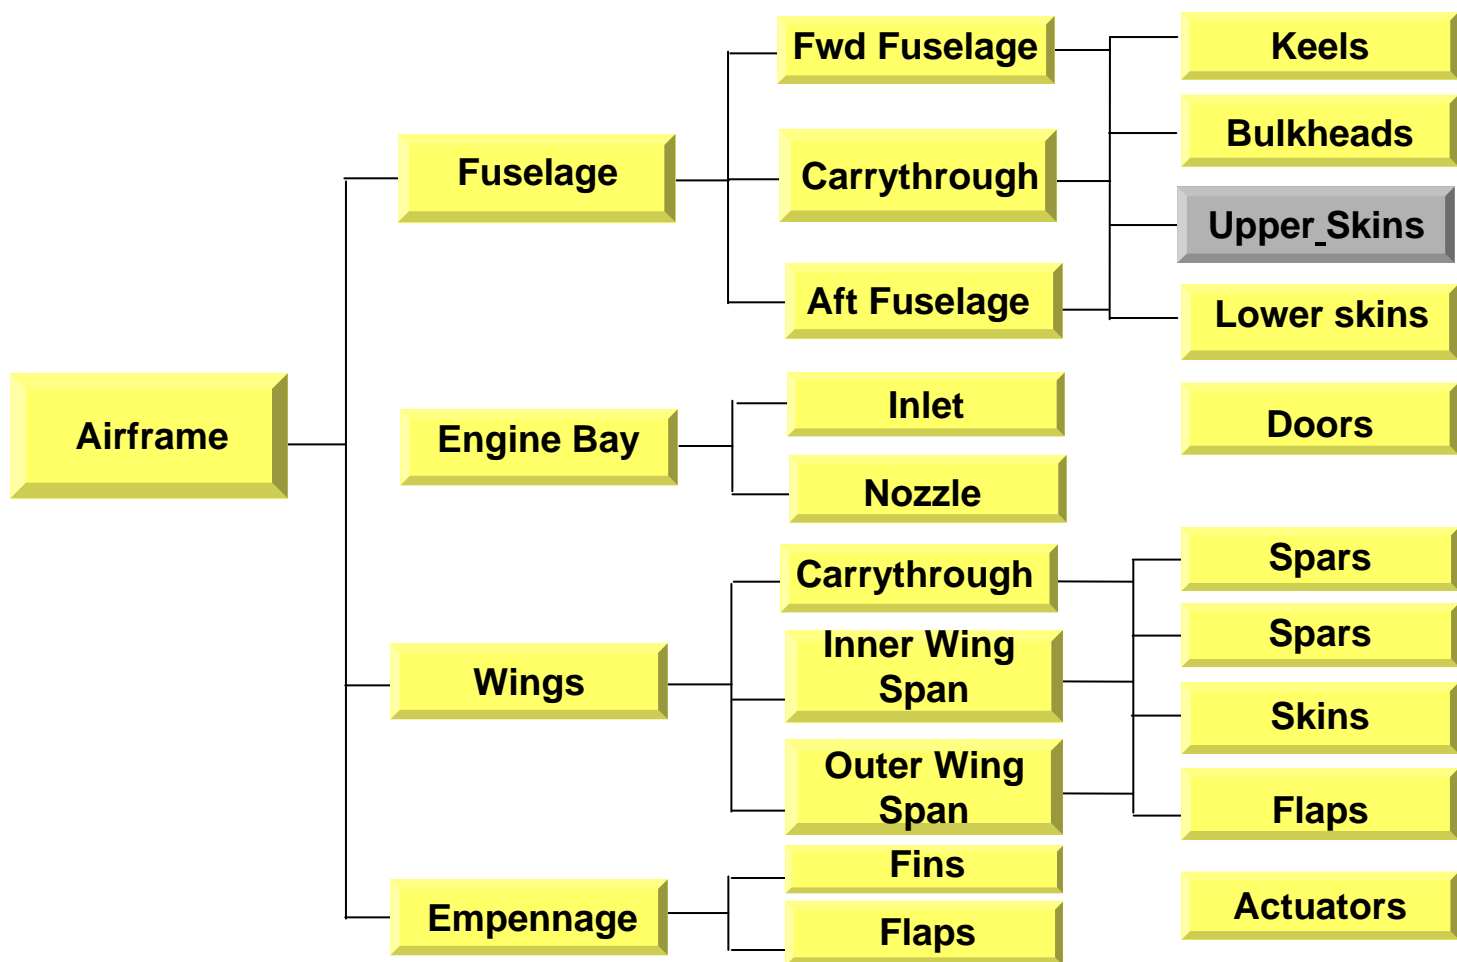 Airframe
Fuselage
Engine Bay
Wings
Empennage
Fwd Fuselage
Carrythrough
Aft Fuselage
Inlet
Nozzle
Carrythrough
Inner Wing
Span
Outer Wing
Span
Fins
Flaps
Keels
Bulkheads
Upper Skins
Lower skins
Doors
Spars
Spars
Skins
Flaps
Actuators